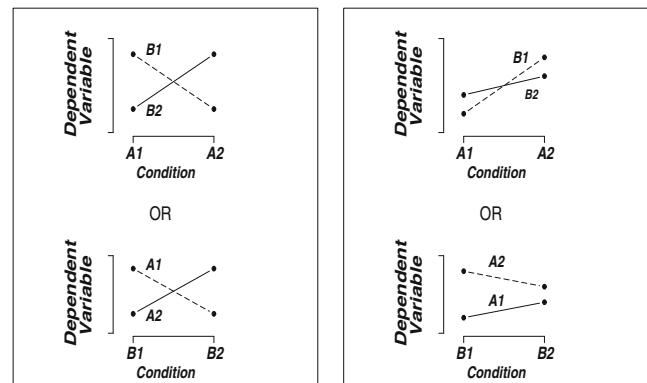 Dependent
Variable
B1
B2
A1 A2
Condition
OR
Dependent
Variable
A1
A2
B1 B2
Condition
Dependent
Variable
B1
B2
A1 A2
Condition
OR
Dependent
Variable
A2
A1
B1 B2
Condition